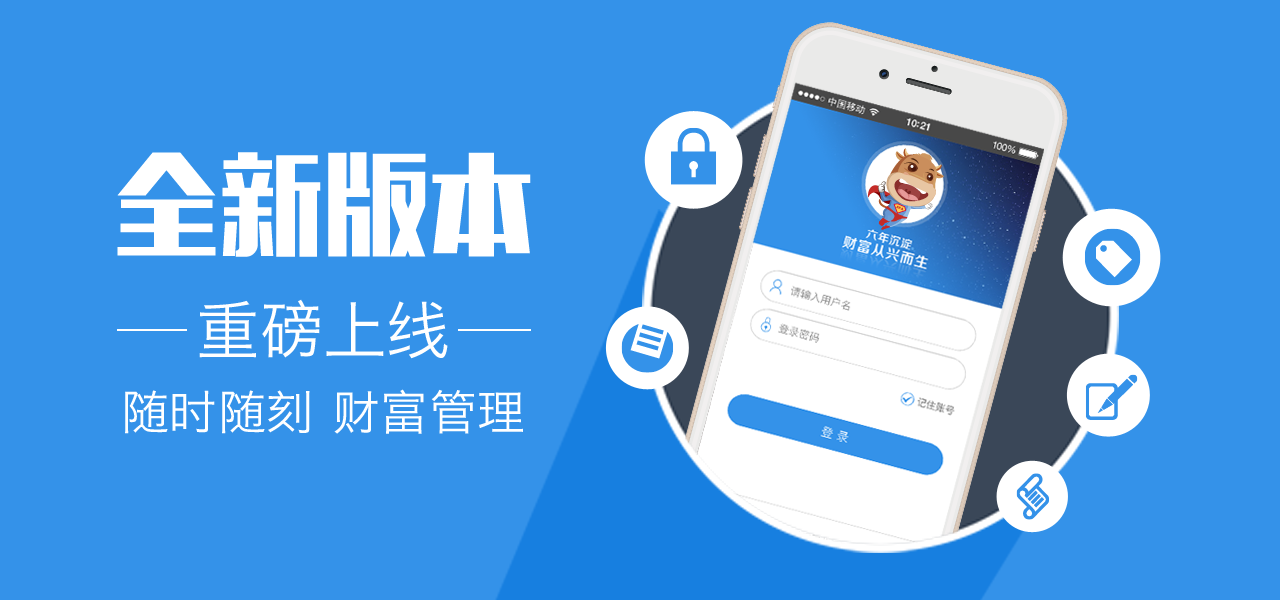 全新版本
重磅上线
随时随刻 财富管理
中国移动
10:21
100%
六年沉淀
财富从兴而生
请输入用户名
登录密码
记住账号
登录